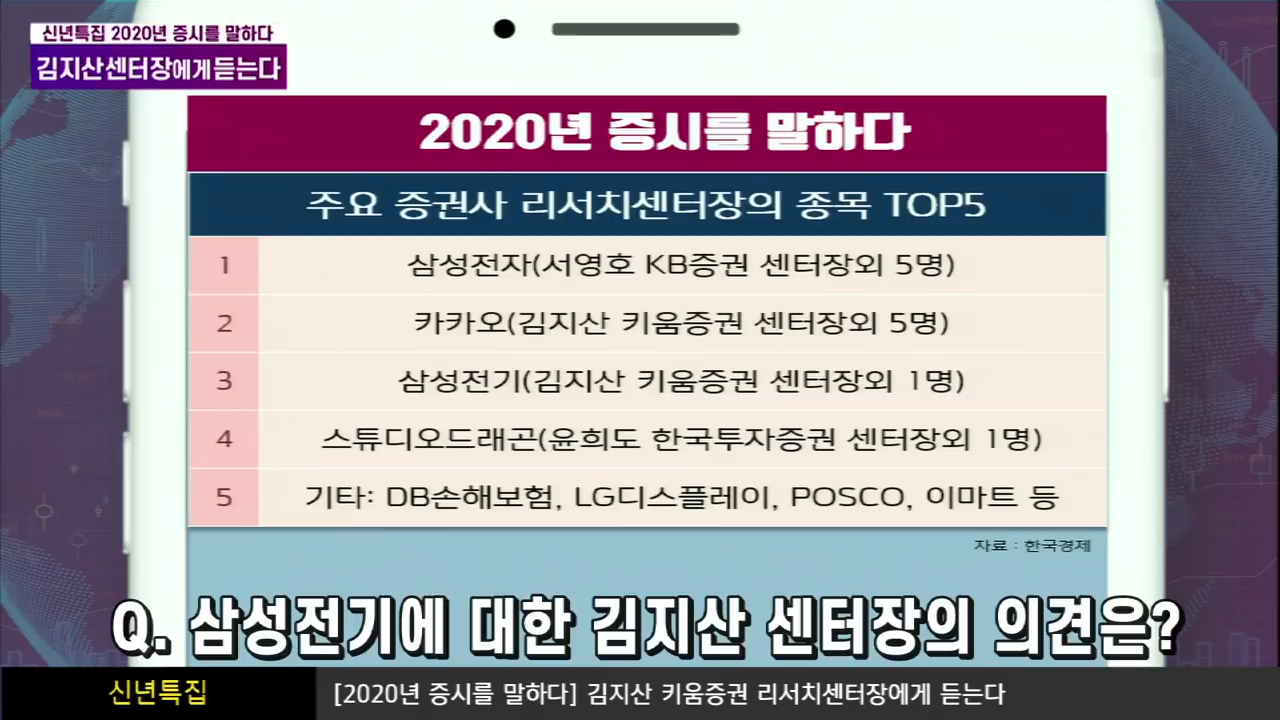 신년특집 2020년 증시를 말하다
김지산센터장에게듣는다
2020년 증시를 말하다
주요 증권사 리서치센터장의 종목 TOP5
1 삼성전자(서영호 KB증권 센터장외 5명)
2 카카오(김지산 키움증권 센터장외 5명)
3 삼성전기(김지산 키움증권 센터장외 1명)
4 스튜디오드래곤(윤희도 한국투자증권 센터장외 1명)
5 기타: DB손해보험, LG디스플레이, POSCO, 이마트 등
자료 : 한국경제
Q. 삼성전기에 대한 김지산 센터장의 의견은?
신년특집 [2020년 증시를 말하다] 김지산 키움증권 리서치센터장에게 듣는다